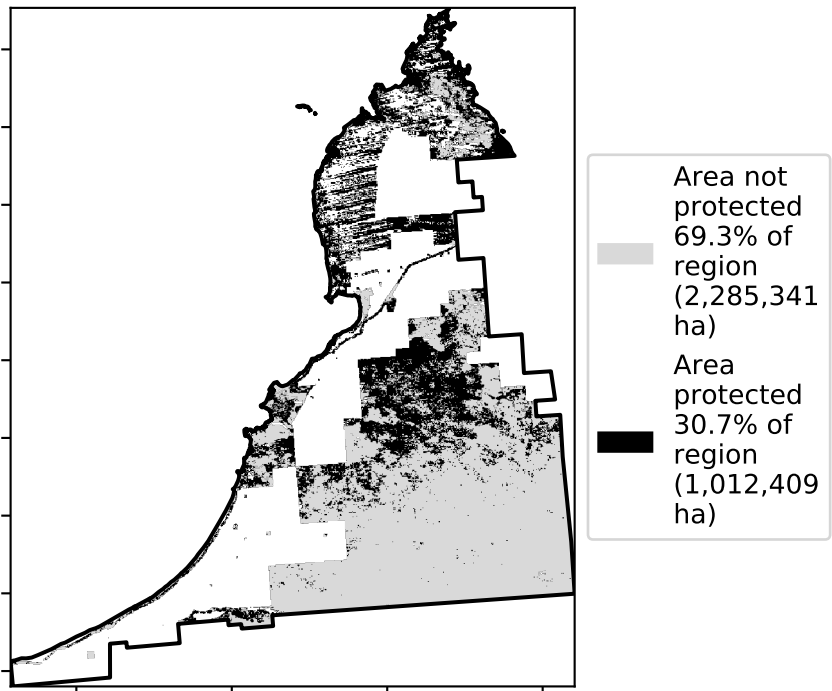 Area not
protected
69.3% of
region
(2,285,341
ha)
Area
protected
30.7% of
region
(1,012,409
ha)